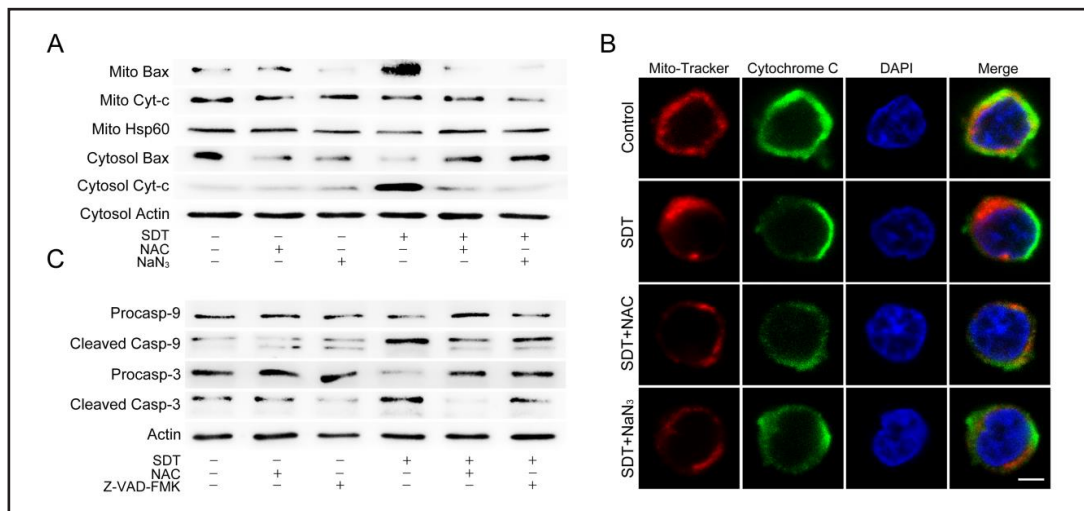 A
Mito Bax
Mito Cyt-c
Mito Hsp60
Cytosol Bax
Cytosol Cyt-c
Cytosol Actin
SDT – – – + + +
NAC – + – – + –
NaN₃ – – + – – +
C
Procasp-9
Cleaved Casp-9
Procasp-3
Cleaved Casp-3
Actin
SDT – – – + + +
NAC – + – – + –
Z-VAD-FMK – – + – – +
B
Mito-Tracker Cytochrome C DAPI Merge
Control
SDT
SDT+NAC
SDT+NaN₃